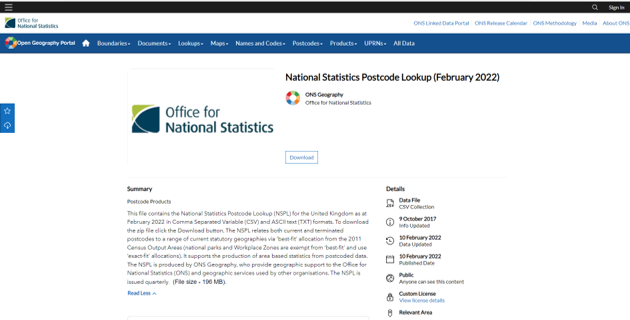 Sign In
Office for
National Statistics
ONS Linked Data Portal ONS Release Calendar ONS Methodology Media About ONS
Open Geography Portal Boundaries Documents Lookups Maps Names and Codes Postcodes Products UPRNs All Data
National Statistics Postcode Lookup (February 2022)
ONS Geography
Office for National Statistics
Office for
National Statistics
Download
Summary
Postcode Products
This file contains the National Statistics Postcode Lookup (NSPL) for the United Kingdom as at
February 2022 in Comma Separated Variable (CSV) and ASCII text (TXT) formats. To download
the zip file click the Download button. The NSPL relates both current and terminated
postcodes to a range of current statutory geographies via 'best-fit' allocation from the 2011
Census Output Areas (national parks and Workplace Zones are exempt from 'best-fit' and use
'exact-fit' allocations). It supports the production of area based statistics from postcoded data.
The NSPL is produced by ONS Geography, who provide geographic support to the Office for
National Statistics (ONS) and geographic services used by other organisations. The NSPL is
issued quarterly. (File size - 196 MB).
Read Less
Details
Data File
CSV Collection
9 October 2017
Info Updated
10 February 2022
Data Updated
10 February 2022
Published Date
Public
Anyone can see this content
Custom License
View license details
Relevant Area